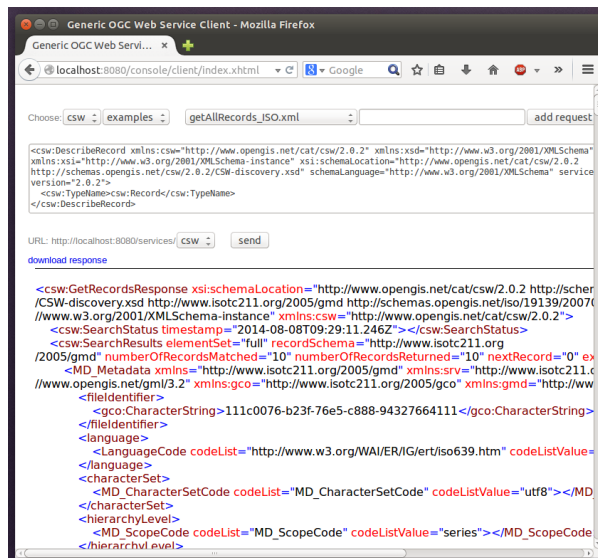 Generic OGC Web Service Client - Mozilla Firefox
Generic OGC Web Servi... ×
localhost:8080/console/client/index.xhtml Google ABP »
Choose: csw examples getAllRecords_ISO.xml add request
<csw:DescribeRecord xmlns:csw="http://www.opengis.net/cat/csw/2.0.2" xmlns:xsd="http://www.w3.org/2001/XMLSchema"
xmlns:xsi="http://www.w3.org/2001/XMLSchema-instance" xsi:schemaLocation="http://www.opengis.net/cat/csw/2.0.2
http://schemas.opengis.net/csw/2.0.2/CSW-discovery.xsd" schemaLanguage="http://www.w3.org/2001/XMLSchema" service
version="2.0.2">
<csw:TypeName>csw:Record</csw:TypeName>
</csw:DescribeRecord>
URL: http://localhost:8080/services/ csw send
download response
<csw:GetRecordsResponse xsi:schemaLocation="http://www.opengis.net/cat/csw/2.0.2 http://scher
/CSW-discovery.xsd http://www.isotc211.org/2005/gmd http://schemas.opengis.net/iso/19139/20070
//www.w3.org/2001/XMLSchema-instance" xmlns:csw="http://www.opengis.net/cat/csw/2.0.2">
<csw:SearchStatus timestamp="2014-08-08T09:29:11.246Z"></csw:SearchStatus>
<csw:SearchResults elementSet="full" recordSchema="http://www.isotc211.org
/2005/gmd" numberOfRecordsMatched="10" numberOfRecordsReturned="10" nextRecord="0" ex
<MD_Metadata xmlns="http://www.isotc211.org/2005/gmd" xmlns:srv="http://www.isotc211.o
//www.opengis.net/gml/3.2" xmlns:gco="http://www.isotc211.org/2005/gco" xmlns:gmd="http://ww
<fileIdentifier>
<gco:CharacterString>111c0076-b23f-76e5-c888-94327664111</gco:CharacterString>
</fileIdentifier>
<language>
<LanguageCode codeList="http://www.w3.org/WAI/ER/IG/ert/iso639.htm" codeListValue=
</language>
<characterSet>
<MD_CharacterSetCode codeList="MD_CharacterSetCode" codeListValue="utf8"></MD_
</characterSet>
<hierarchyLevel>
<MD_ScopeCode codeList="MD_ScopeCode" codeListValue="series"></MD_ScopeCode
</hierarchyLevel>